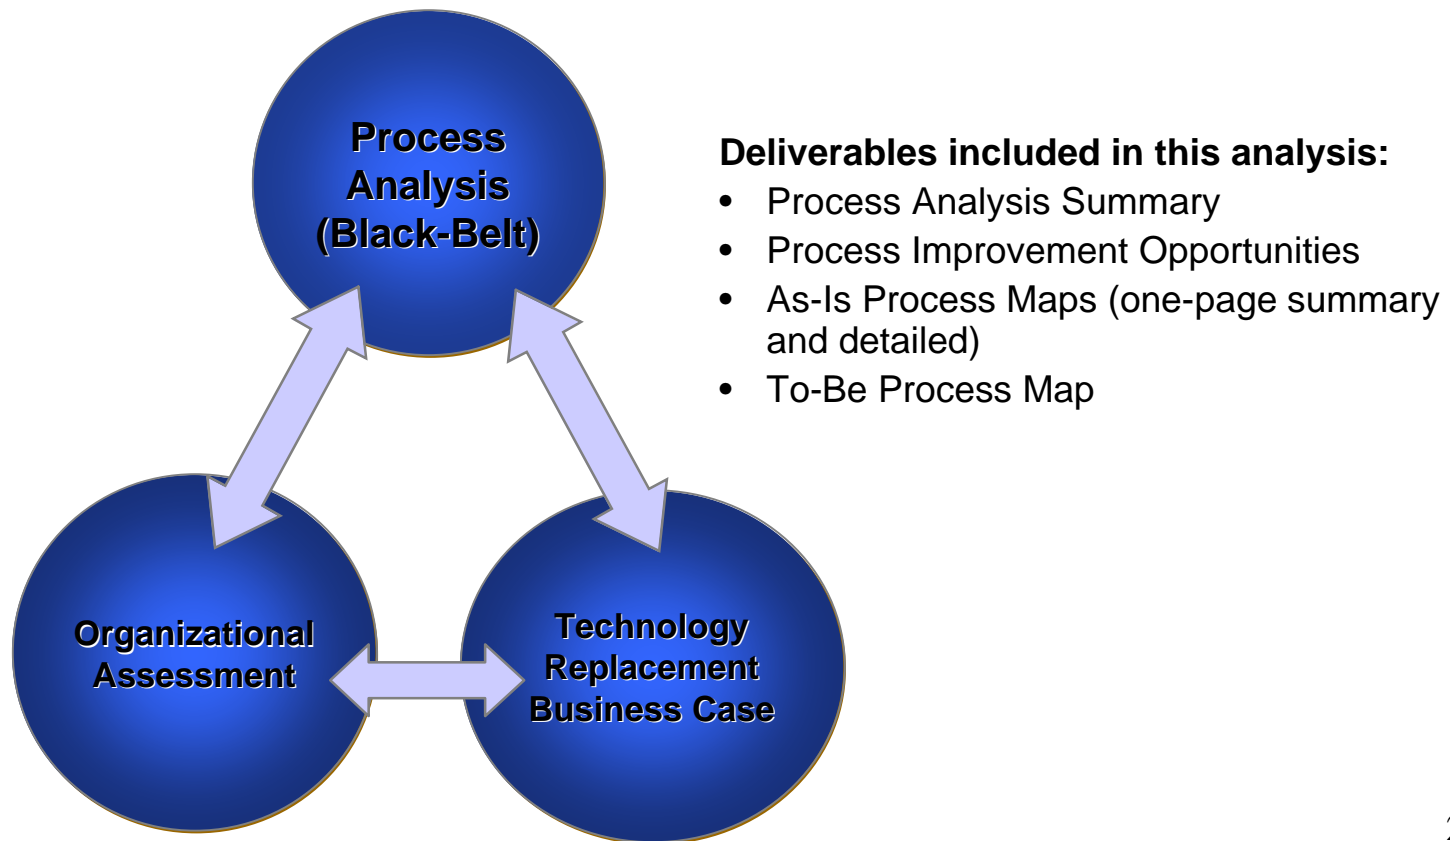 Process
Analysis
(Black-Belt)
Deliverables included in this analysis:
• Process Analysis Summary
• Process Improvement Opportunities
• As-Is Process Maps (one-page summary
and detailed)
• To-Be Process Map
Organizational
Assessment
Technology
Replacement
Business Case